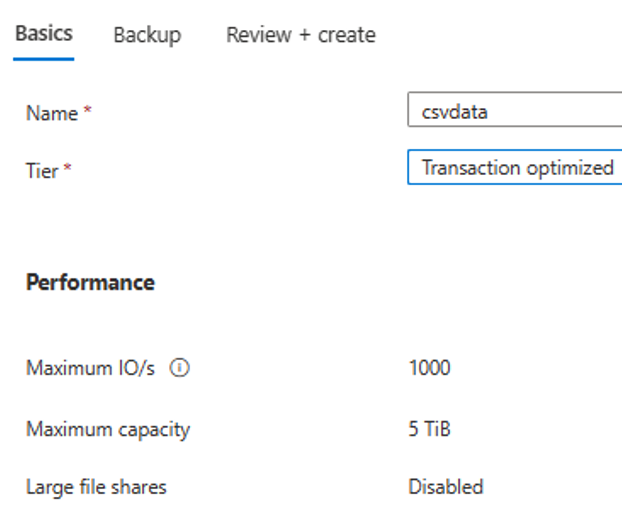 Basics Backup Review + create
Name * csvdata
Tier * Transaction optimized
Performance
Maximum IO/s 1000
Maximum capacity 5 TiB
Large file shares Disabled